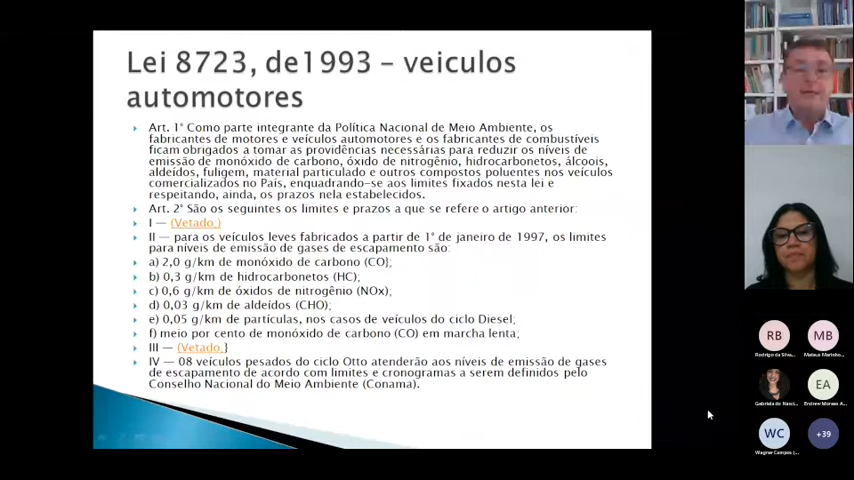 Lei 8723, de1993 – veiculos
automotores
Art. 1° Como parte integrante da Política Nacional de Meio Ambiente, os
fabricantes de motores e veículos automotores e os fabricantes de combustíveis
ficam obrigados a tomar as providências necessárias para reduzir os níveis de
emissão de monóxido de carbono, óxido de nitrogênio, hidrocarbonetos, álcoois,
aldeídos, fuligem, material particulado e outros compostos poluentes nos veículos
comercializados no País, enquadrando-se aos limites fixados nesta lei e
respeitando, ainda, os prazos nela estabelecidos.
Art. 2° São os seguintes os limites e prazos a que se refere o artigo anterior:
I — (Vetado.)
II — para os veículos leves fabricados a partir de 1° de janeiro de 1997, os limites
para níveis de emissão de gases de escapamento são:
a) 2,0 g/km de monóxido de carbono (CO};
b) 0,3 g/km de hidrocarbonetos (HC);
c) 0,6 g/km de óxidos de nitrogênio (NOx);
d) 0,03 g/km de aldeídos (CHO);
e) 0,05 g/km de partículas, nos casos de veículos do ciclo Diesel;
f) meio por cento de monóxido de carbono (CO) em marcha lenta;
III — (Vetado.}
IV — 08 veículos pesados do ciclo Otto atenderão aos níveis de emissão de gases
de escapamento de acordo com limites e cronogramas a serem definidos pelo
Conselho Nacional do Meio Ambiente (Conama).
RB
MB
Rodrigo da Silva...
Mateus Marinho...
EA
Gabriela de Nasci...
WC
+39
Wagner Campos (...